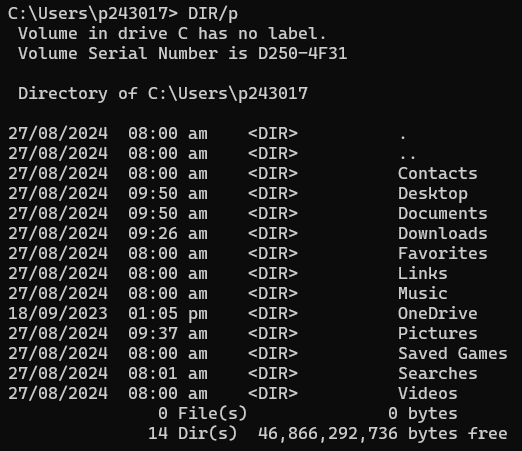 C:\Users\p243017> DIR/p
 Volume in drive C has no label.
 Volume Serial Number is D250-4F31

 Directory of C:\Users\p243017

27/08/2024  08:00 am    <DIR>          .
27/08/2024  08:00 am    <DIR>          ..
27/08/2024  08:00 am    <DIR>          Contacts
27/08/2024  09:50 am    <DIR>          Desktop
27/08/2024  09:50 am    <DIR>          Documents
27/08/2024  09:26 am    <DIR>          Downloads
27/08/2024  08:00 am    <DIR>          Favorites
27/08/2024  08:00 am    <DIR>          Links
27/08/2024  08:00 am    <DIR>          Music
18/09/2023  01:05 pm    <DIR>          OneDrive
27/08/2024  09:37 am    <DIR>          Pictures
27/08/2024  08:00 am    <DIR>          Saved Games
27/08/2024  08:01 am    <DIR>          Searches
27/08/2024  08:00 am    <DIR>          Videos
               0 File(s)              0 bytes
              14 Dir(s)  46,866,292,736 bytes free